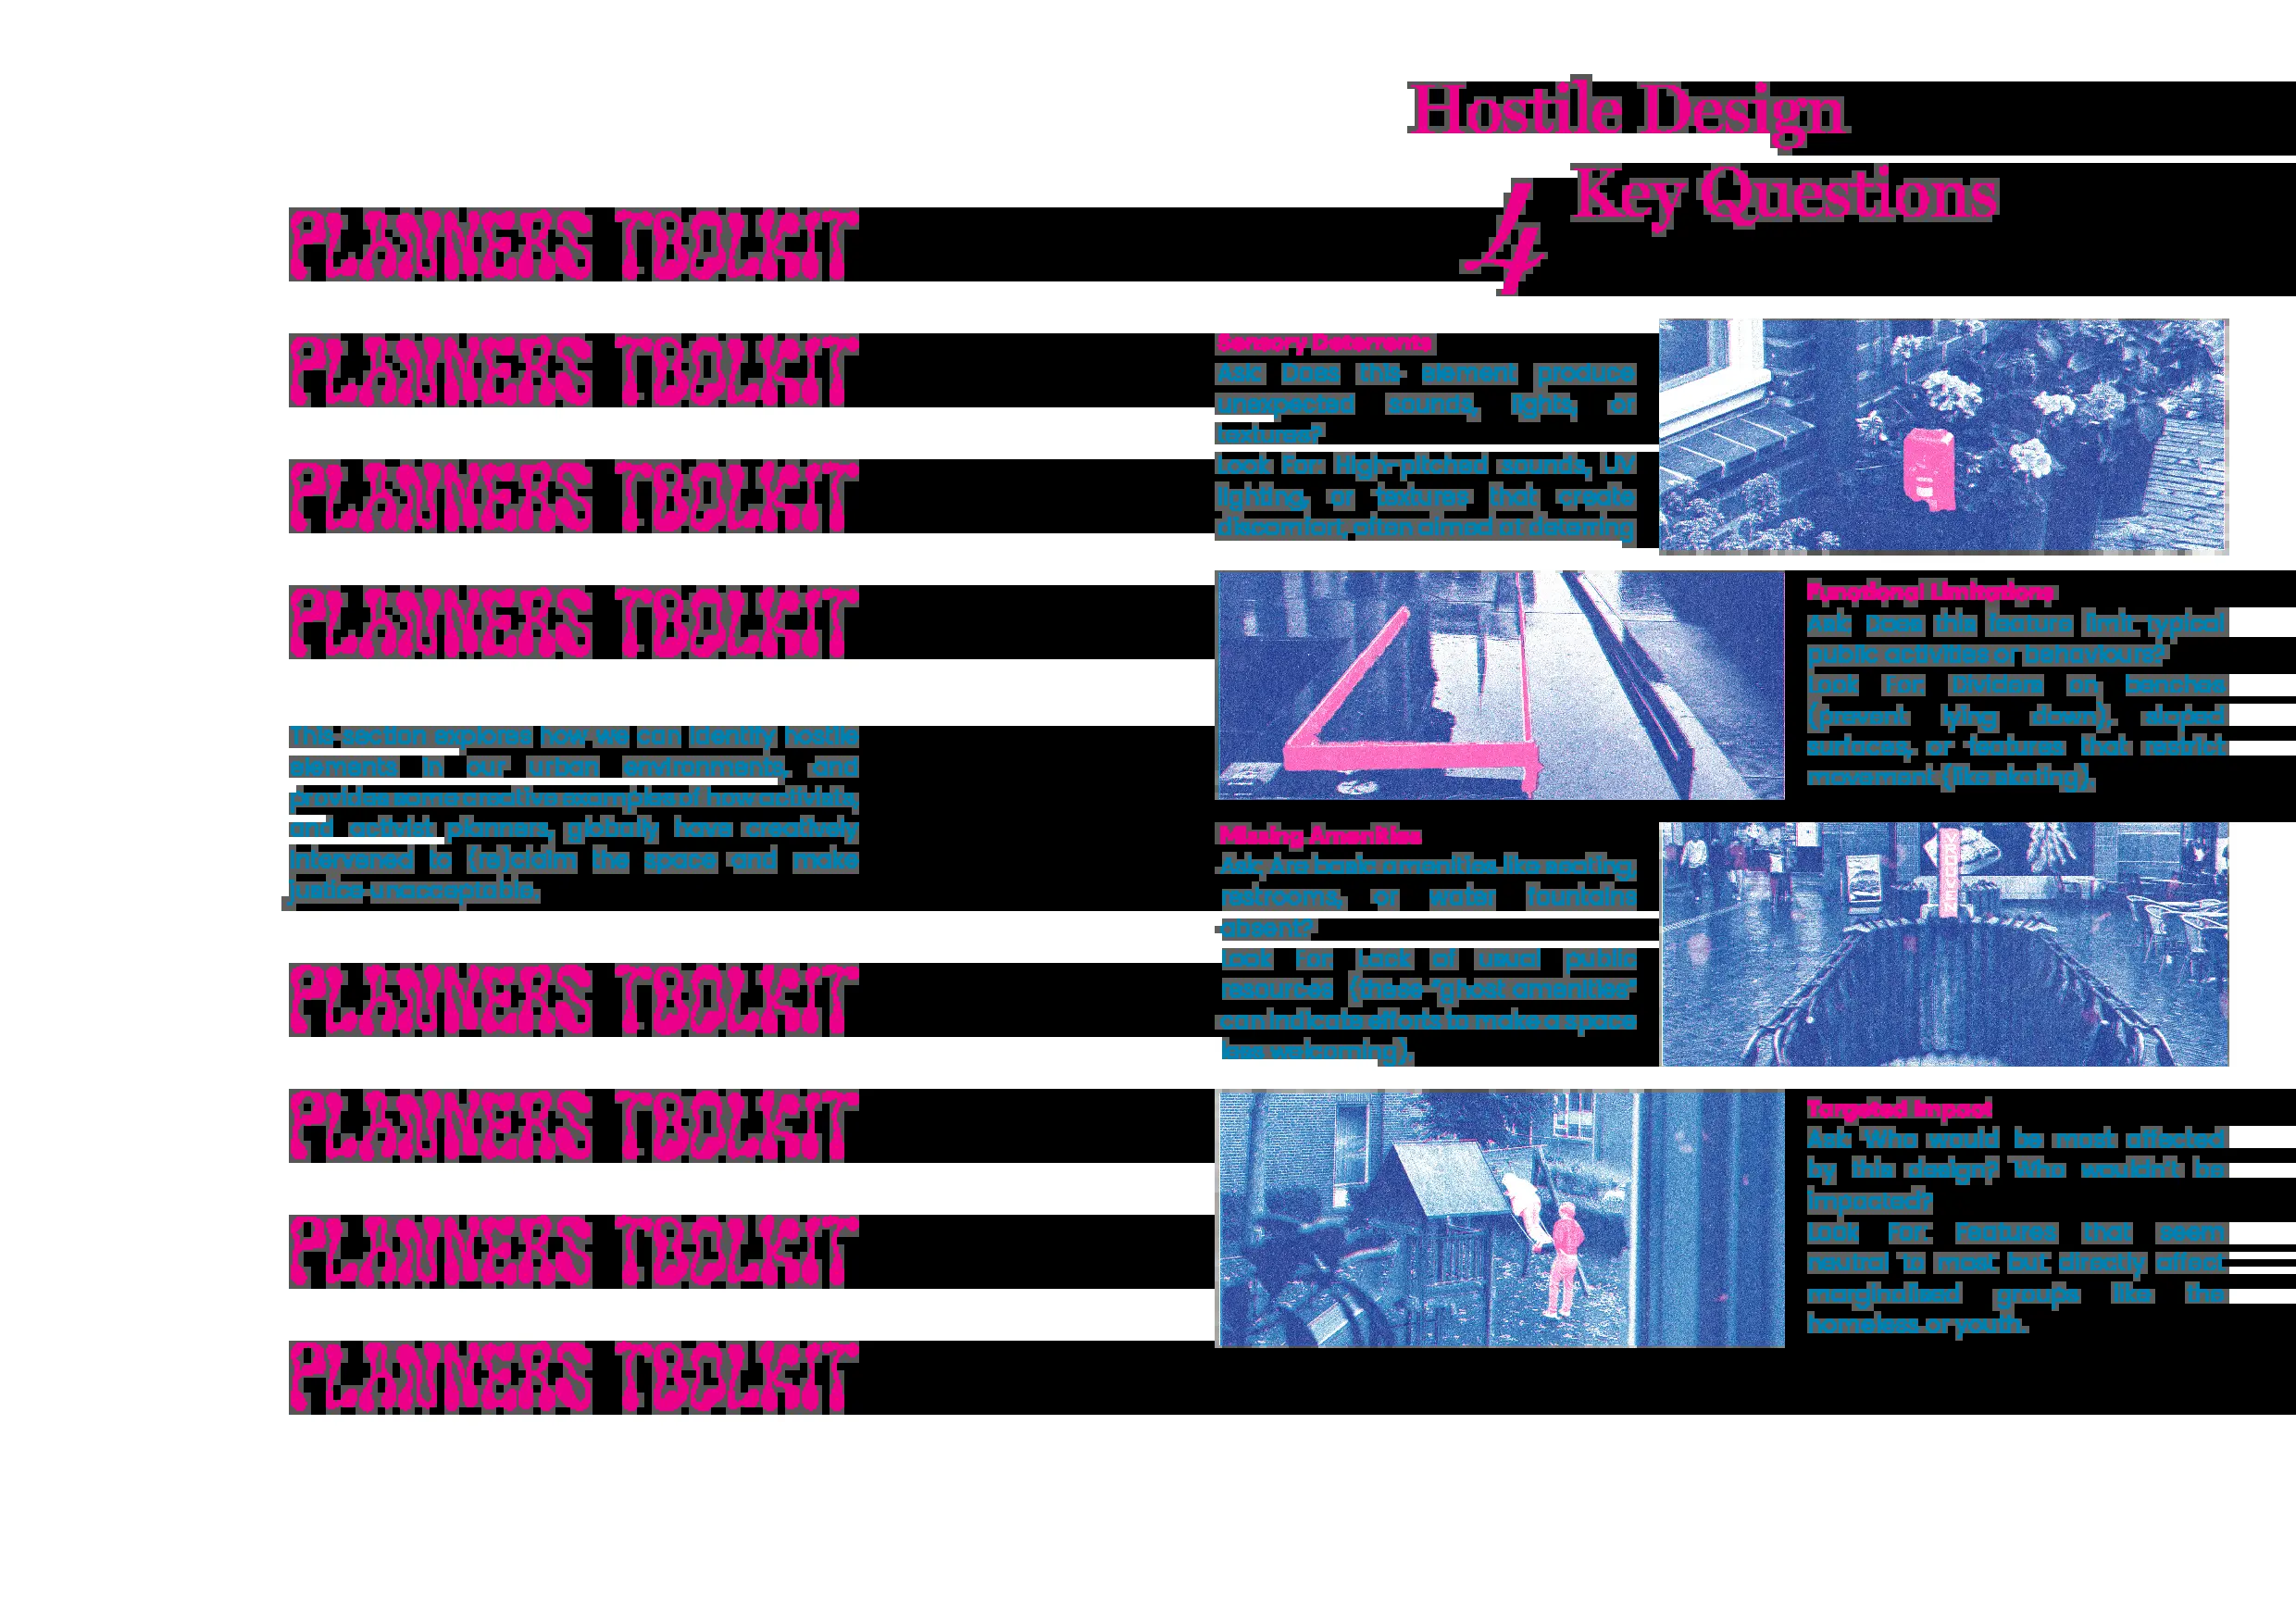 PLANNERS TOOLKIT
PLANNERS TOOLKIT
PLANNERS TOOLKIT
PLANNERS TOOLKIT
This section explores how we can identify hostile
elements in our urban environments, and
provides some creative examples of how activists,
and activist planners, globally have creatively
intervened to (re)claim the space and make
justice unacceptable.
PLANNERS TOOLKIT
PLANNERS TOOLKIT
PLANNERS TOOLKIT
PLANNERS TOOLKIT
Hostile Design
4 Key Questions
Sensory Deterrents
Ask: Does this element produce
unexpected sounds, lights, or
textures?
Look For: High-pitched sounds, UV
lighting, or textures that create
discomfort, often aimed at deterring
Functional Limitations
Ask: Does this feature limit typical
public activities or behaviours?
Look For: Dividers on benches
(prevent lying down), sloped
surfaces, or features that restrict
movement (like skating).
Missing Amenities
Ask: Are basic amenities like seating,
restrooms, or water fountains
absent?
Look For: Lack of usual public
resources (these "ghost amenities"
can indicate efforts to make a space
less welcoming).
Targeted Impact
Ask: Who would be most affected
by this design? Who wouldn't be
impacted?
Look For: Features that seem
neutral to most but directly affect
marginalised groups like the
homeless or youth.